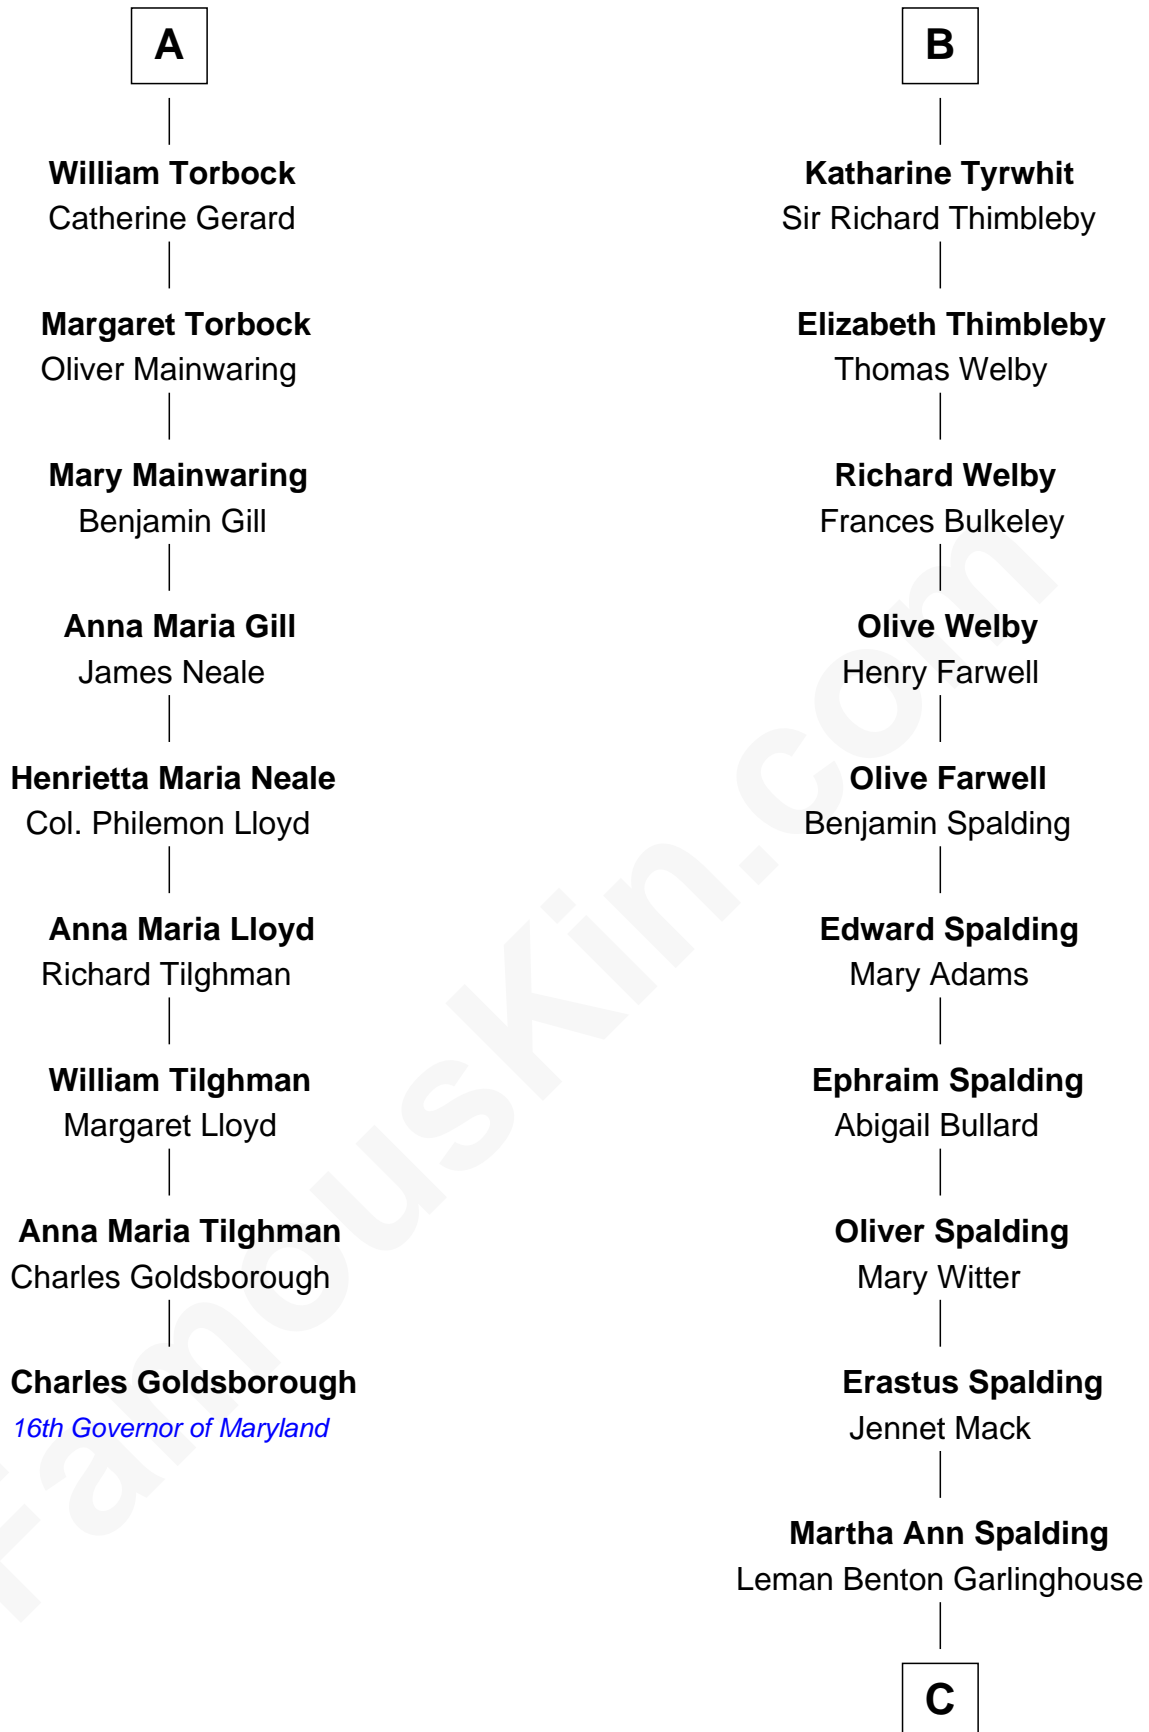 A
William Torbock
Catherine Gerard
Margaret Torbock
Oliver Mainwaring
Mary Mainwaring
Benjamin Gill
Anna Maria Gill
James Neale
Henrietta Maria Neale
Col. Philemon Lloyd
Anna Maria Lloyd
Richard Tilghman
William Tilghman
Margaret Lloyd
Anna Maria Tilghman
Charles Goldsborough
Charles Goldsborough
16th Governor of Maryland
B
Katharine Tyrwhit
Sir Richard Thimbleby
Elizabeth Thimbleby
Thomas Welby
Richard Welby
Frances Bulkeley
Olive Welby
Henry Farwell
Olive Farwell
Benjamin Spalding
Edward Spalding
Mary Adams
Ephraim Spalding
Abigail Bullard
Oliver Spalding
Mary Witter
Erastus Spalding
Jennet Mack
Martha Ann Spalding
Leman Benton Garlinghouse
C
FamousKin.com